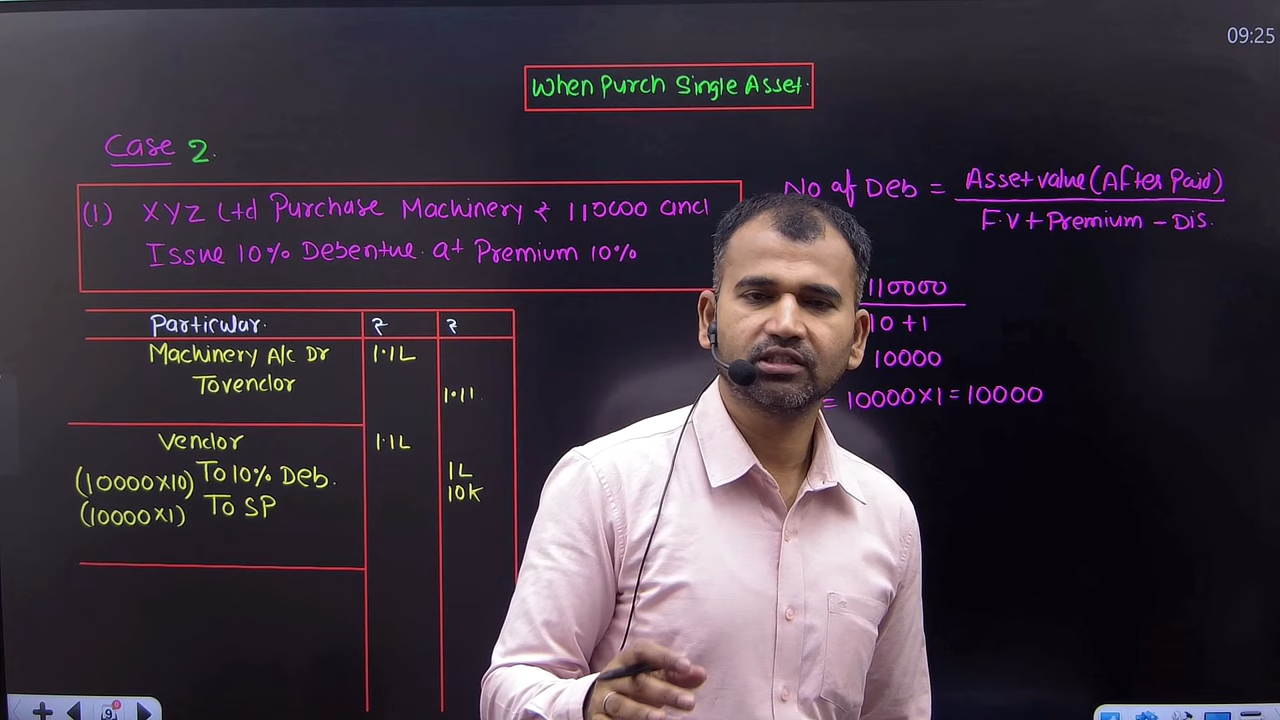 09:25
When Purch Single Asset.
Case 2.
(1) XYZ Ltd Purchase Machinery ₹ 110000 and
Issue 10% Debentue. at Premium 10%
No of Deb = Asset value (After Paid)
F.V + Premium - Dis.
110000
10 + 1
10000
= 10000 × 1 = 10000
Particular. ₹ ₹
Machinery A/c Dr 1.1L
To vendor
1.1L
Vendor 1.1L
(10000×10) To 10% Deb. 1L
(10000×1) To SP 10K
9